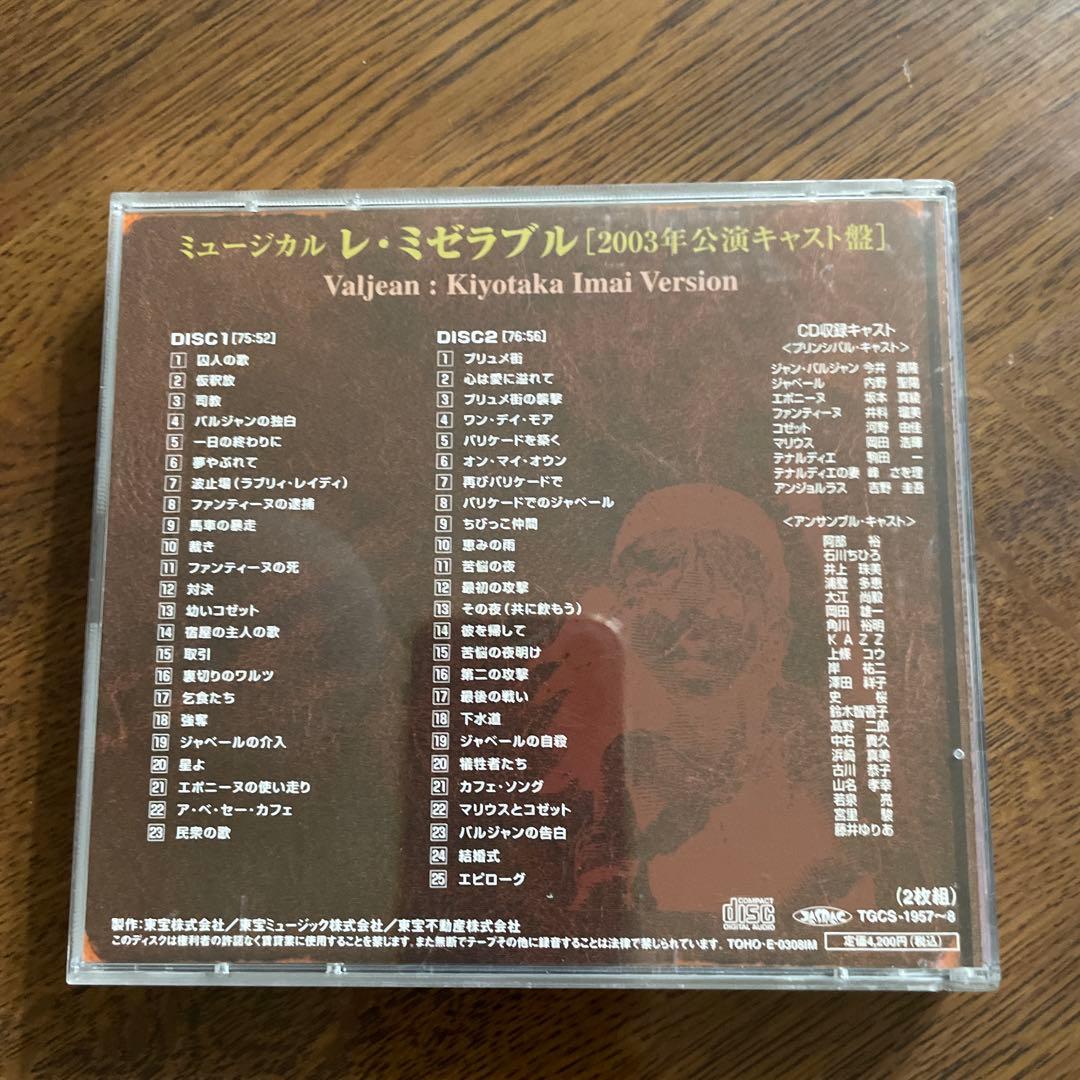 ミュージカル レ・ミゼラブル [2003年公演キャスト盤]
Valjean : Kiyotaka Imai Version
DISC1 [75:52]
1 囚人の歌
2 仮釈放
3 司教
4 バルジャンの独白
5 一日の終わりに
6 夢やぶれて
7 波止場(ラブリィ・レイディ)
8 ファンティーヌの逮捕
9 馬車の暴走
10 裁き
11 ファンティーヌの死
12 対決
13 幼いコゼット
14 宿屋の主人の歌
15 取引
16 裏切りのワルツ
17 乞食たち
18 強奪
19 ジャベールの介入
20 星よ
21 エポニーヌの使い走り
22 ア・ベ・セー・カフェ
23 民衆の歌
DISC2 [76:56]
1 プリュメ街
2 心は愛に溢れて
3 プリュメ街の襲撃
4 ワン・デイ・モア
5 バリケードを築く
6 オン・マイ・オウン
7 再びバリケードで
8 バリケードでのジャベール
9 ちびっこ仲間
10 恵みの雨
11 苦悩の夜
12 最初の攻撃
13 その夜(共に飲もう)
14 彼を帰して
15 苦悩の夜明け
16 第二の攻撃
17 最後の戦い
18 下水道
19 ジャベールの自殺
20 犠牲者たち
21 カフェ・ソング
22 マリウスとコゼット
23 バルジャンの告白
24 結婚式
25 エピローグ
CD収録キャスト
<プリンシパル・キャスト>
ジャン・バルジャン 今井 清隆
ジャベール 内野 聖陽
エポニーヌ 坂本 真綾
ファンティーヌ 井料 瑠美
コゼット 河野 由佳
マリウス 岡田 浩暉
テナルディエ 駒田 一
テナルディエの妻 峰 さを理
アンジョルラス 吉野 圭吾
<アンサンブル・キャスト>
阿部 裕
石川ちひろ
井上 珠美
浦壁 多恵
大江 尚毅
岡田 雄一
角川 裕明
KAZZ
上條 コウ
岸 祐二
澤田 祥子
史 桜
鈴木智香子
高野 二郎
中石 貴久
浜崎 真美
古川 恭子
山名 孝幸
若泉 亮
宮里 駿
藤井ゆりあ
(2枚組)
COMPACT disc DIGITAL AUDIO
JASRAC
TGCS-1957〜8
定価4,200円(税込)
製作:東宝株式会社/東宝ミュージック株式会社/東宝不動産株式会社
このディスクは権利者の許諾なく賃貸業に使用することを禁じます。また無断でテープその他に録音することは法律で禁じられています。 TOHO・E・0308IM